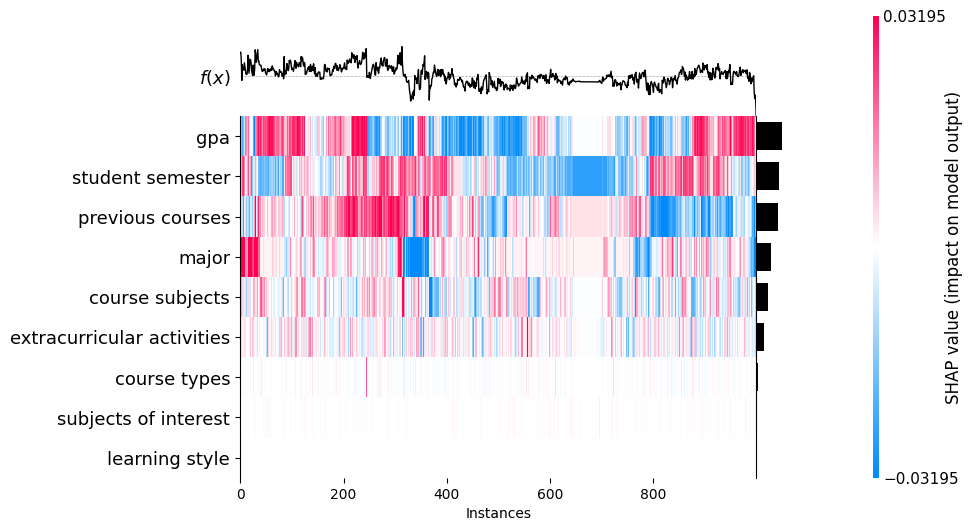 0.03195
f(x)
gpa
student semester
previous courses
major
course subjects
extracurricular activities
course types
subjects of interest
learning style
0 200 400 600 800
Instances
SHAP value (impact on model output)
−0.03195